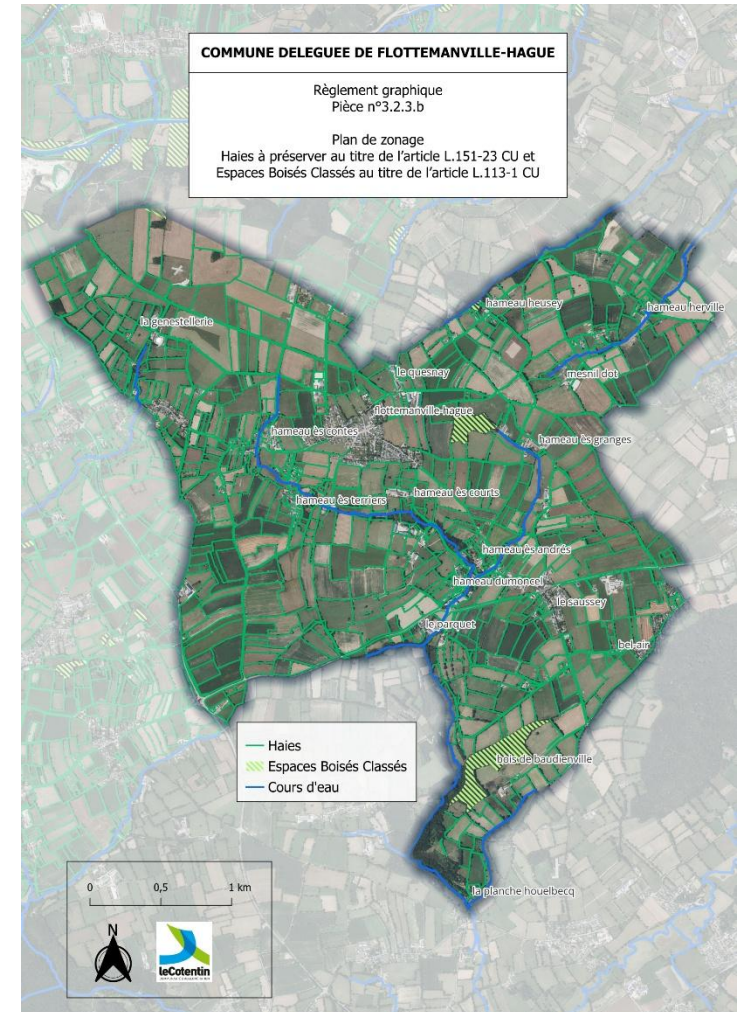 COMMUNE DELEGUEE DE FLOTTEMANVILLE-HAGUE
Règlement graphique
Pièce n°3.2.3.b
Plan de zonage
Haies à préserver au titre de l'article L.151-23 CU et
Espaces Boisés Classés au titre de l'article L.113-1 CU
hameau heusey
hameau herville
la genestellerie
le quesnay
mesnil dot
flottemanville-hague
hameau ès contes
hameau ès granges
hameau ès terriers
hameau ès courts
hameau ès andrés
hameau dumoncel
le saussey
le parquet
bel-air
bois de baudienville
la planche houelbecq
Haies
Espaces Boisés Classés
Cours d'eau
0 0,5 1 km
N
leCotentin